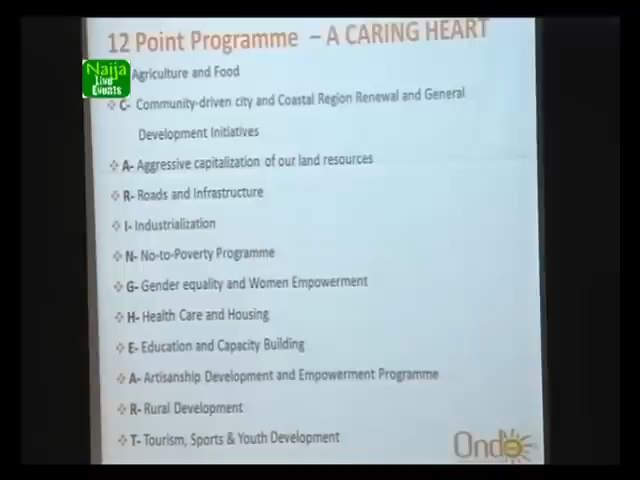 12 Point Programme – A CARING HEART
Naija
Live
Events
Agriculture and Food
C- Community-driven city and Coastal Region Renewal and General
Development Initiatives
A- Aggressive capitalization of our land resources
R- Roads and Infrastructure
I- Industrialization
N- No-to-Poverty Programme
G- Gender equality and Women Empowerment
H- Health Care and Housing
E- Education and Capacity Building
A- Artisanship Development and Empowerment Programme
R- Rural Development
T- Tourism, Sports & Youth Development
Ondo